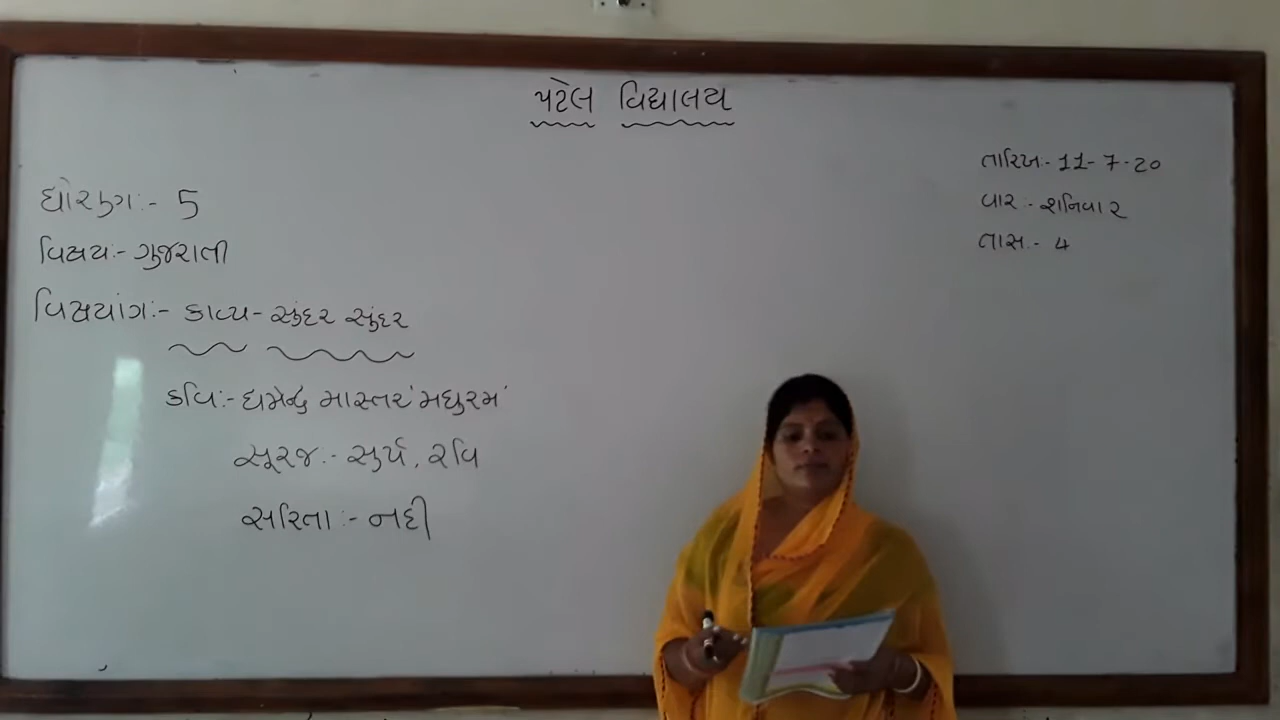 પટેલ વિદ્યાલય
તારિખ:- 11-7-20
વાર :- શનિવાર
તાસ :- 4
ધોરણ :- 5
વિષય :- ગુજરાતી
વિષયાંગ :- કાવ્ય - સુંદર સુંદર
કવિ :- ધમેન્દ્ર માસ્તર 'મધુરમ'
સૂરજ :- સુર્ય, રવિ
સરિતા :- નદી